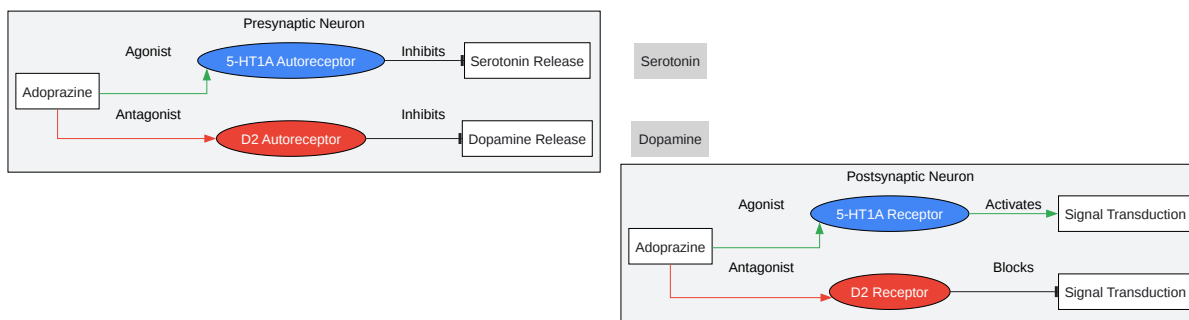 Presynaptic Neuron
Agonist
Inhibits
5-HT1A Autoreceptor
Serotonin Release
Adoprazine
Antagonist
Inhibits
D2 Autoreceptor
Dopamine Release
Serotonin
Dopamine
Postsynaptic Neuron
Agonist
Activates
5-HT1A Receptor
Signal Transduction
Adoprazine
Antagonist
Blocks
D2 Receptor
Signal Transduction